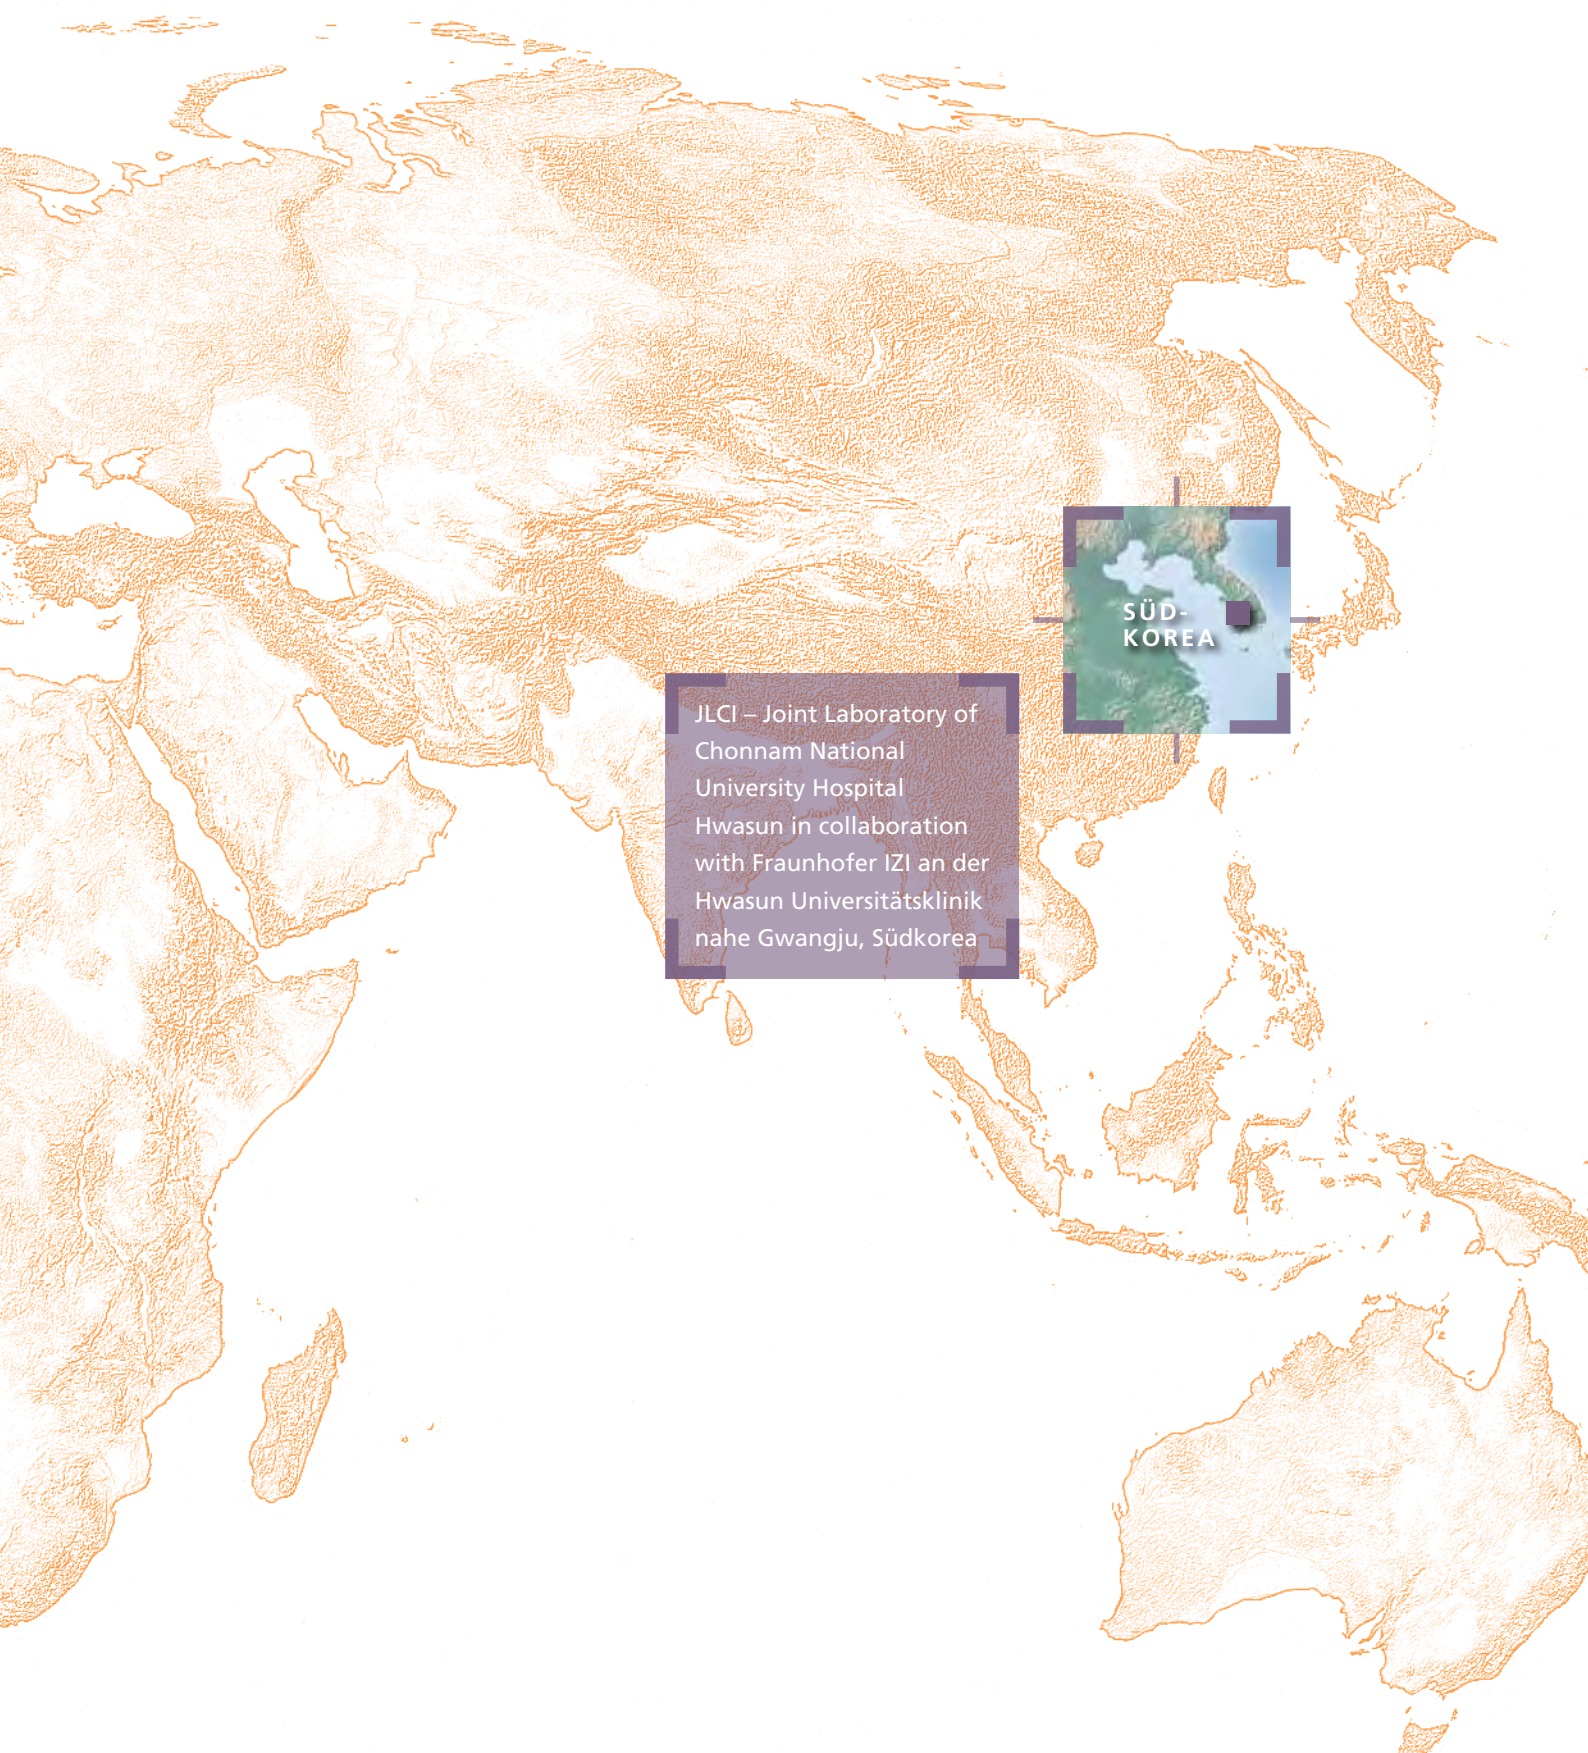 SÜD-
KOREA
JLCI – Joint Laboratory of
Chonnam National
University Hospital
Hwasun in collaboration
with Fraunhofer IZI an der
Hwasun Universitätsklinik
nahe Gwangju, Südkorea